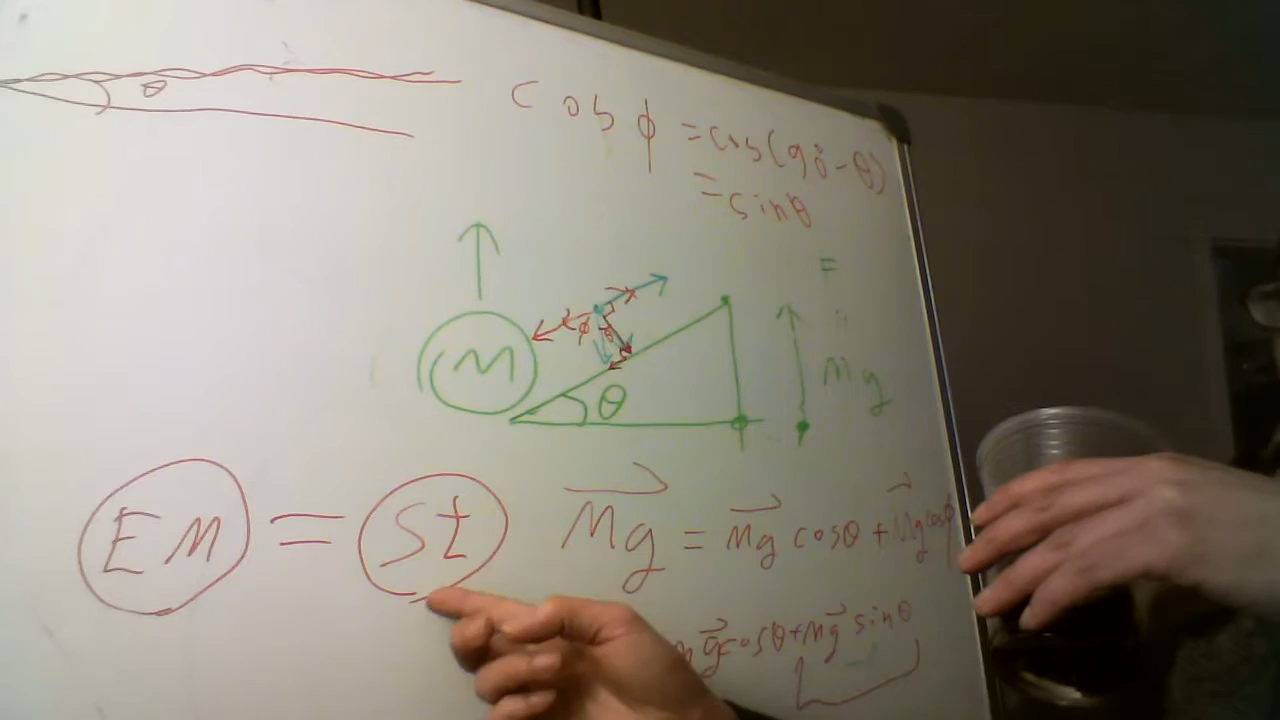 θ
cos φ = cos(90° - θ)
= sinθ
=
M
φ
θ
θ
Mg
EM = St
Mg = Mg cosθ + Mg cosφ
g cosθ + Mg sinθ